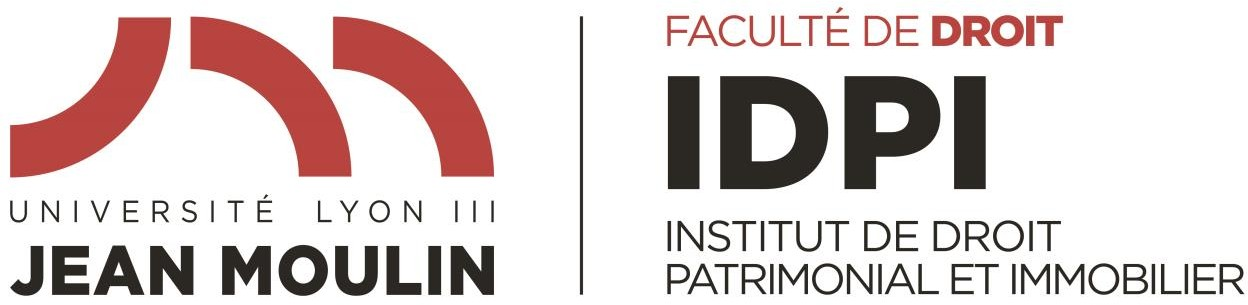 UNIVERSITÉ LYON III
JEAN MOULIN
FACULTÉ DE DROIT
IDPI
INSTITUT DE DROIT
PATRIMONIAL ET IMMOBILIER